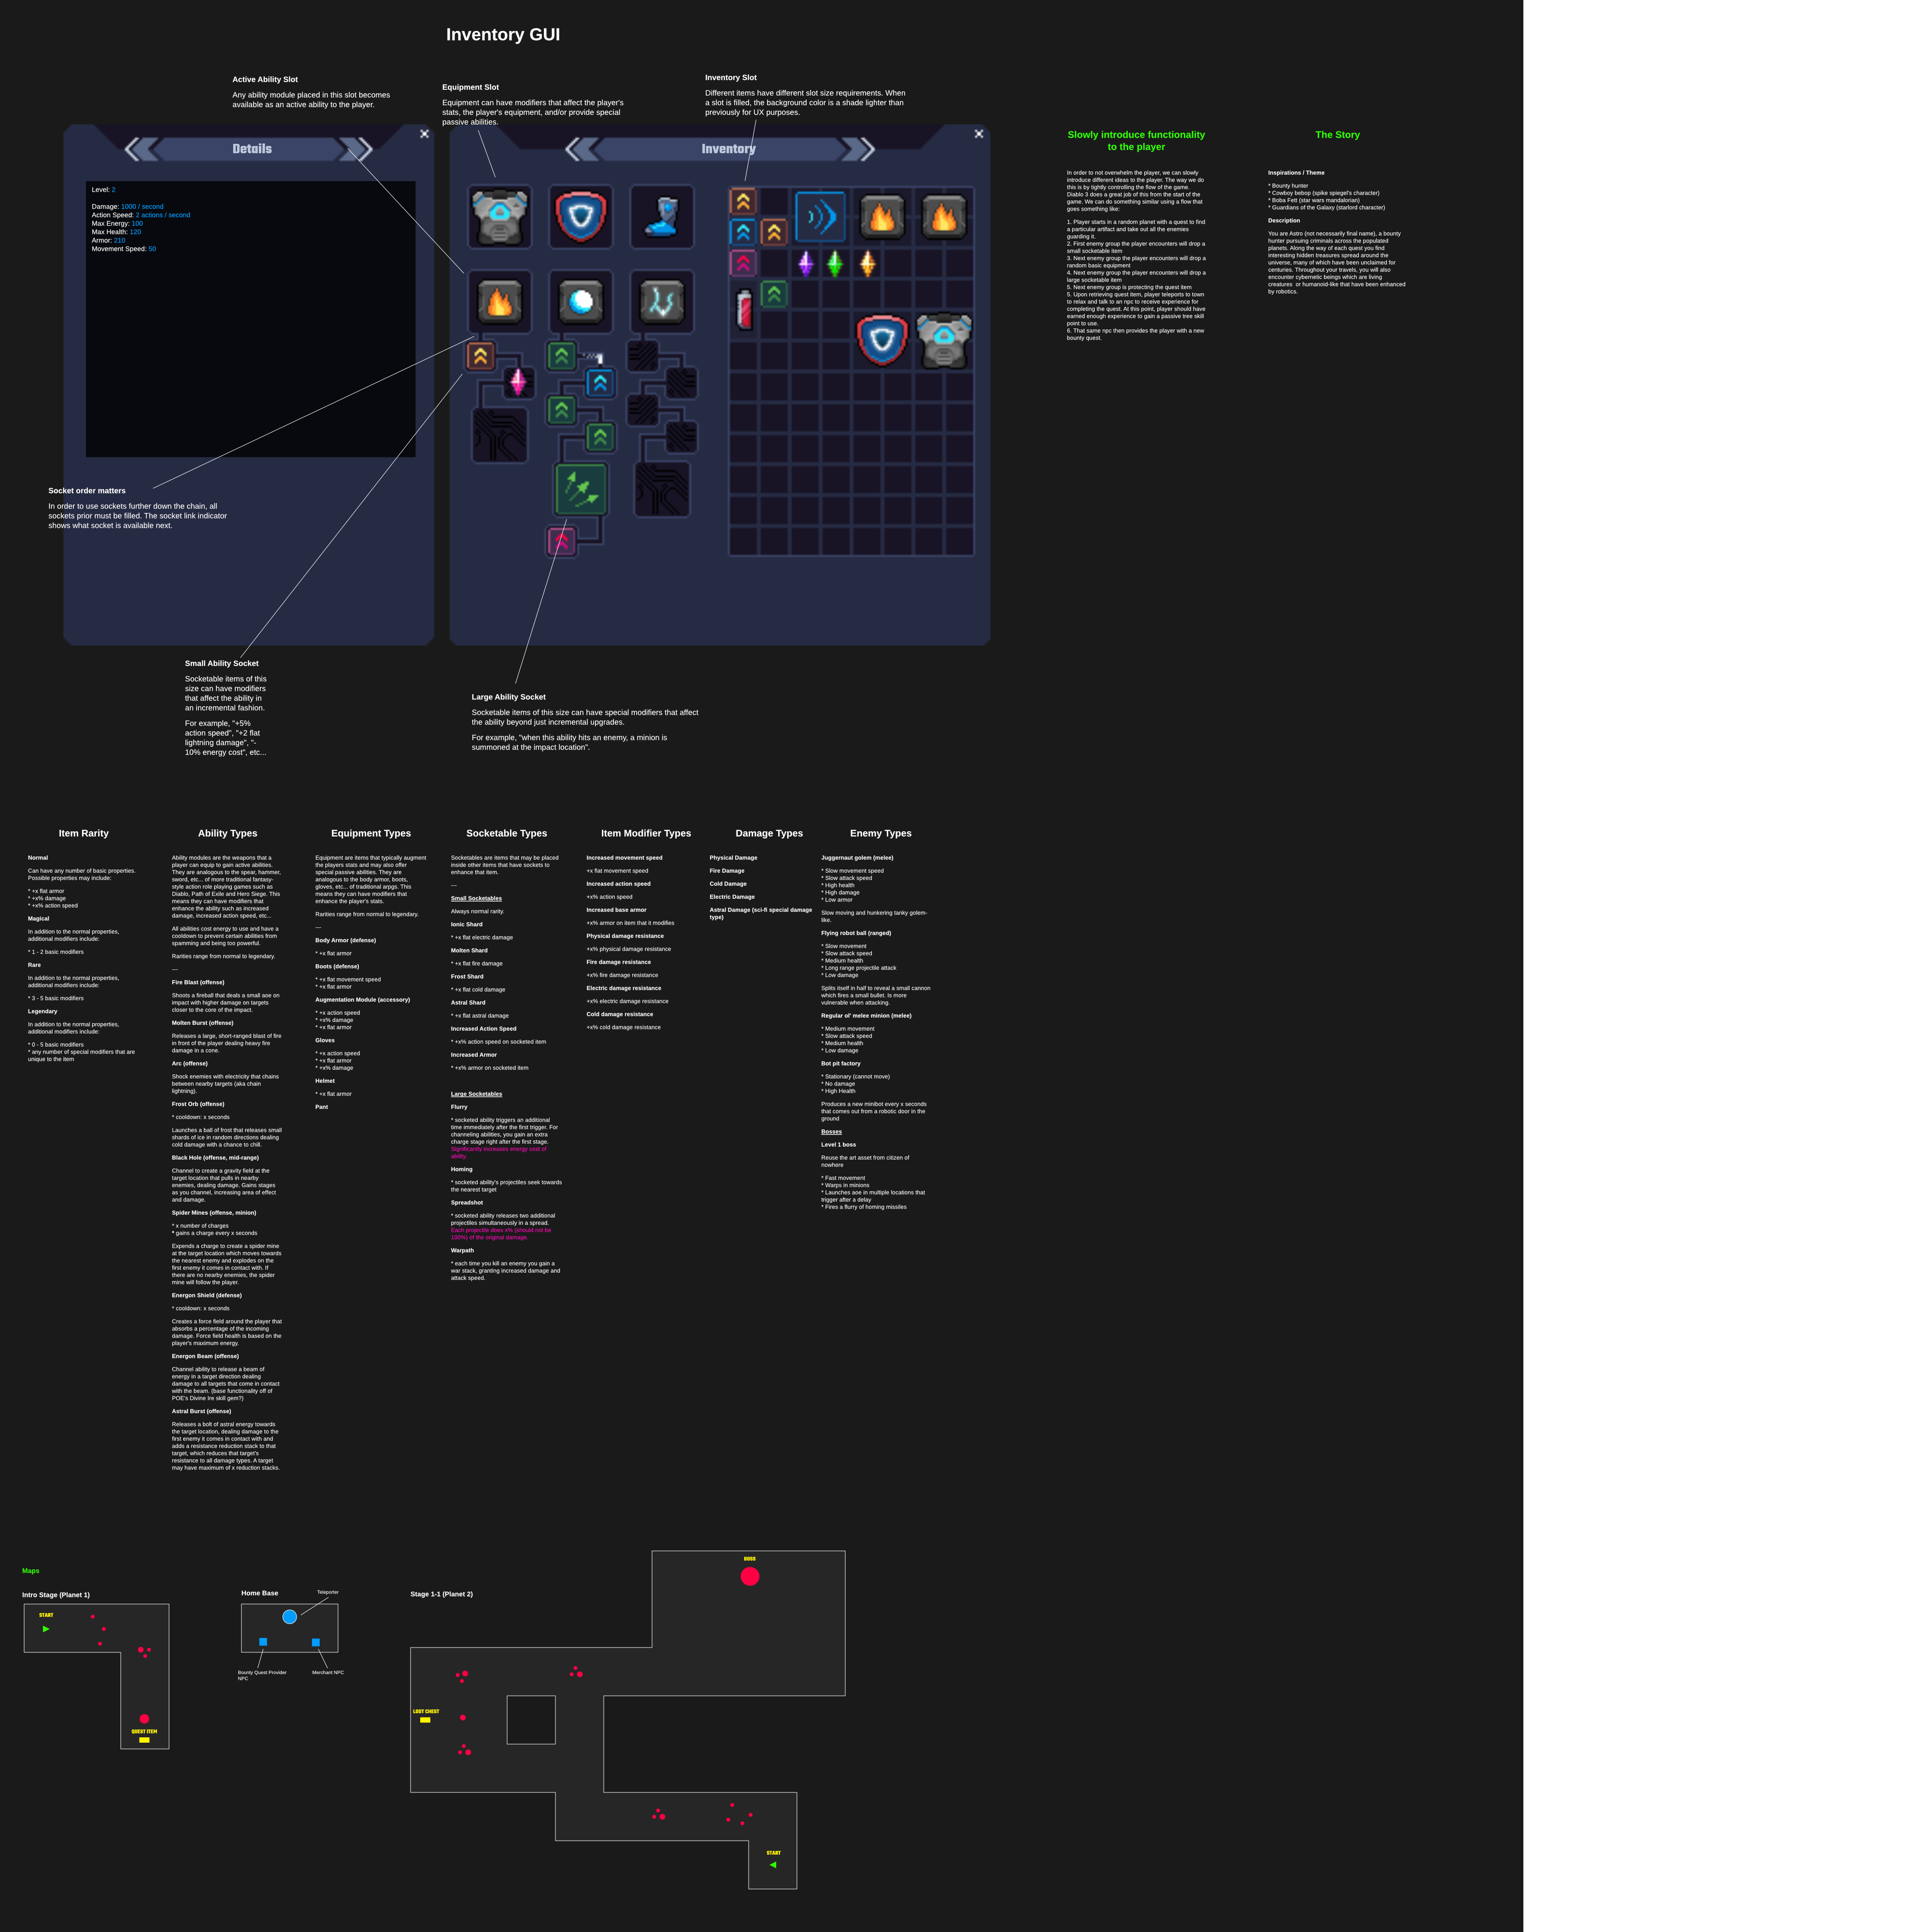 Inventory GUI
Active Ability Slot
Any ability module placed in this slot becomes
available as an active ability to the player.
Equipment Slot
Equipment can have modifiers that affect the player's
stats, the player's equipment, and/or provide special
passive abilities.
Inventory Slot
Different items have different slot size requirements. When
a slot is filled, the background color is a shade lighter than
previously for UX purposes.
Details
Level: 2
Damage: 1000 / second
Action Speed: 2 actions / second
Max Energy: 100
Max Health: 120
Armor: 210
Movement Speed: 50
Inventory
Socket order matters
In order to use sockets further down the chain, all
sockets prior must be filled. The socket link indicator
shows what socket is available next.
Small Ability Socket
Socketable items of this
size can have modifiers
that affect the ability in
an incremental fashion.
For example, "+5%
action speed", "+2 flat
lightning damage", "-
10% energy cost", etc...
Large Ability Socket
Socketable items of this size can have special modifiers that affect
the ability beyond just incremental upgrades.
For example, "when this ability hits an enemy, a minion is
summoned at the impact location".
Slowly introduce functionality
to the player
In order to not overwhelm the player, we can slowly
introduce different ideas to the player. The way we do
this is by tightly controlling the flow of the game.
Diablo 3 does a great job of this from the start of the
game. We can do something similar using a flow that
goes something like:
1. Player starts in a random planet with a quest to find
a particular artifact and take out all the enemies
guarding it.
2. First enemy group the player encounters will drop a
small socketable item
3. Next enemy group the player encounters will drop a
random basic equipment
4. Next enemy group the player encounters will drop a
large socketable item
5. Next enemy group is protecting the quest item
5. Upon retrieving quest item, player teleports to town
to relax and talk to an npc to receive experience for
completing the quest. At this point, player should have
earned enough experience to gain a passive tree skill
point to use.
6. That same npc then provides the player with a new
bounty quest.
The Story
Inspirations / Theme
* Bounty hunter
* Cowboy bebop (spike spiegel's character)
* Boba Fett (star wars mandalorian)
* Guardians of the Galaxy (starlord character)
Description
You are Astro (not necessarily final name), a bounty
hunter pursuing criminals across the populated
planets. Along the way of each quest you find
interesting hidden treasures spread around the
universe, many of which have been unclaimed for
centuries. Throughout your travels, you will also
encounter cybernetic beings which are living
creatures  or humanoid-like that have been enhanced
by robotics.
Item Rarity
Normal
Can have any number of basic properties.
Possible properties may include:
* +x flat armor
* +x% damage
* +x% action speed
Magical
In addition to the normal properties,
additional modifiers include:
* 1 - 2 basic modifiers
Rare
In addition to the normal properties,
additional modifiers include:
* 3 - 5 basic modifiers
Legendary
In addition to the normal properties,
additional modifiers include:
* 0 - 5 basic modifiers
* any number of special modifiers that are
unique to the item
Ability Types
Ability modules are the weapons that a
player can equip to gain active abilities.
They are analogous to the spear, hammer,
sword, etc... of more traditional fantasy-
style action role playing games such as
Diablo, Path of Exile and Hero Siege. This
means they can have modifiers that
enhance the ability such as increased
damage, increased action speed, etc...
All abilities cost energy to use and have a
cooldown to prevent certain abilities from
spamming and being too powerful.
Rarities range from normal to legendary.
---
Fire Blast (offense)
Shoots a fireball that deals a small aoe on
impact with higher damage on targets
closer to the core of the impact.
Molten Burst (offense)
Releases a large, short-ranged blast of fire
in front of the player dealing heavy fire
damage in a cone.
Arc (offense)
Shock enemies with electricity that chains
between nearby targets (aka chain
lightning).
Frost Orb (offense)
* cooldown: x seconds
Launches a ball of frost that releases small
shards of ice in random directions dealing
cold damage with a chance to chill.
Black Hole (offense, mid-range)
Channel to create a gravity field at the
target location that pulls in nearby
enemies, dealing damage. Gains stages
as you channel, increasing area of effect
and damage.
Spider Mines (offense, minion)
* x number of charges
* gains a charge every x seconds
Expends a charge to create a spider mine
at the target location which moves towards
the nearest enemy and explodes on the
first enemy it comes in contact with. If
there are no nearby enemies, the spider
mine will follow the player.
Energon Shield (defense)
* cooldown: x seconds
Creates a force field around the player that
absorbs a percentage of the incoming
damage. Force field health is based on the
player's maximum energy.
Energon Beam (offense)
Channel ability to release a beam of
energy in a target direction dealing
damage to all targets that come in contact
with the beam. (base functionality off of
POE's Divine Ire skill gem?)
Astral Burst (offense)
Releases a bolt of astral energy towards
the target location, dealing damage to the
first enemy it comes in contact with and
adds a resistance reduction stack to that
target, which reduces that target's
resistance to all damage types. A target
may have maximum of x reduction stacks.
Equipment Types
Equipment are items that typically augment
the players stats and may also offer
special passive abilities. They are
analogous to the body armor, boots,
gloves, etc... of traditional arpgs. This
means they can have modifiers that
enhance the player's stats.
Rarities range from normal to legendary.
---
Body Armor (defense)
* +x flat armor
Boots (defense)
* +x flat movement speed
* +x flat armor
Augmentation Module (accessory)
* +x action speed
* +x% damage
* +x flat armor
Gloves
* +x action speed
* +x flat armor
* +x% damage
Helmet
* +x flat armor
Pant
Socketable Types
Socketables are items that may be placed
inside other items that have sockets to
enhance that item.
---
Small Socketables
Always normal rarity.
Ionic Shard
* +x flat electric damage
Molten Shard
* +x flat fire damage
Frost Shard
* +x flat cold damage
Astral Shard
* +x flat astral damage
Increased Action Speed
* +x% action speed on socketed item
Increased Armor
* +x% armor on socketed item
Large Socketables
Flurry
* socketed ability triggers an additional
time immediately after the first trigger. For
channeling abilities, you gain an extra
charge stage right after the first stage.
Significantly increases energy cost of
ability.
Homing
* socketed ability's projectiles seek towards
the nearest target
Spreadshot
* socketed ability releases two additional
projectiles simultaneously in a spread.
Each projectile does x% (should not be
100%) of the original damage.
Warpath
* each time you kill an enemy you gain a
war stack, granting increased damage and
attack speed.
Item Modifier Types
Increased movement speed
+x flat movement speed
Increased action speed
+x% action speed
Increased base armor
+x% armor on item that it modifies
Physical damage resistance
+x% physical damage resistance
Fire damage resistance
+x% fire damage resistance
Electric damage resistance
+x% electric damage resistance
Cold damage resistance
+x% cold damage resistance
Damage Types
Physical Damage
Fire Damage
Cold Damage
Electric Damage
Astral Damage (sci-fi special damage
type)
Enemy Types
Juggernaut golem (melee)
* Slow movement speed
* Slow attack speed
* High health
* High damage
* Low armor
Slow moving and hunkering tanky golem-
like.
Flying robot ball (ranged)
* Slow movement
* Slow attack speed
* Medium health
* Long range projectile attack
* Low damage
Splits itself in half to reveal a small cannon
which fires a small bullet. Is more
vulnerable when attacking.
Regular ol' melee minion (melee)
* Medium movement
* Slow attack speed
* Medium health
* Low damage
Bot pit factory
* Stationary (cannot move)
* No damage
* High Health
Produces a new minibot every x seconds
that comes out from a robotic door in the
ground
Bosses
Level 1 boss
Reuse the art asset from citizen of
nowhere
* Fast movement
* Warps in minions
* Launches aoe in multiple locations that
trigger after a delay
* Fires a flurry of homing missiles
Maps
Intro Stage (Planet 1)
START
QUEST ITEM
Home Base
Teleporter
Bounty Quest Provider
NPC
Merchant NPC
Stage 1-1 (Planet 2)
BOSS
LOOT CHEST
START